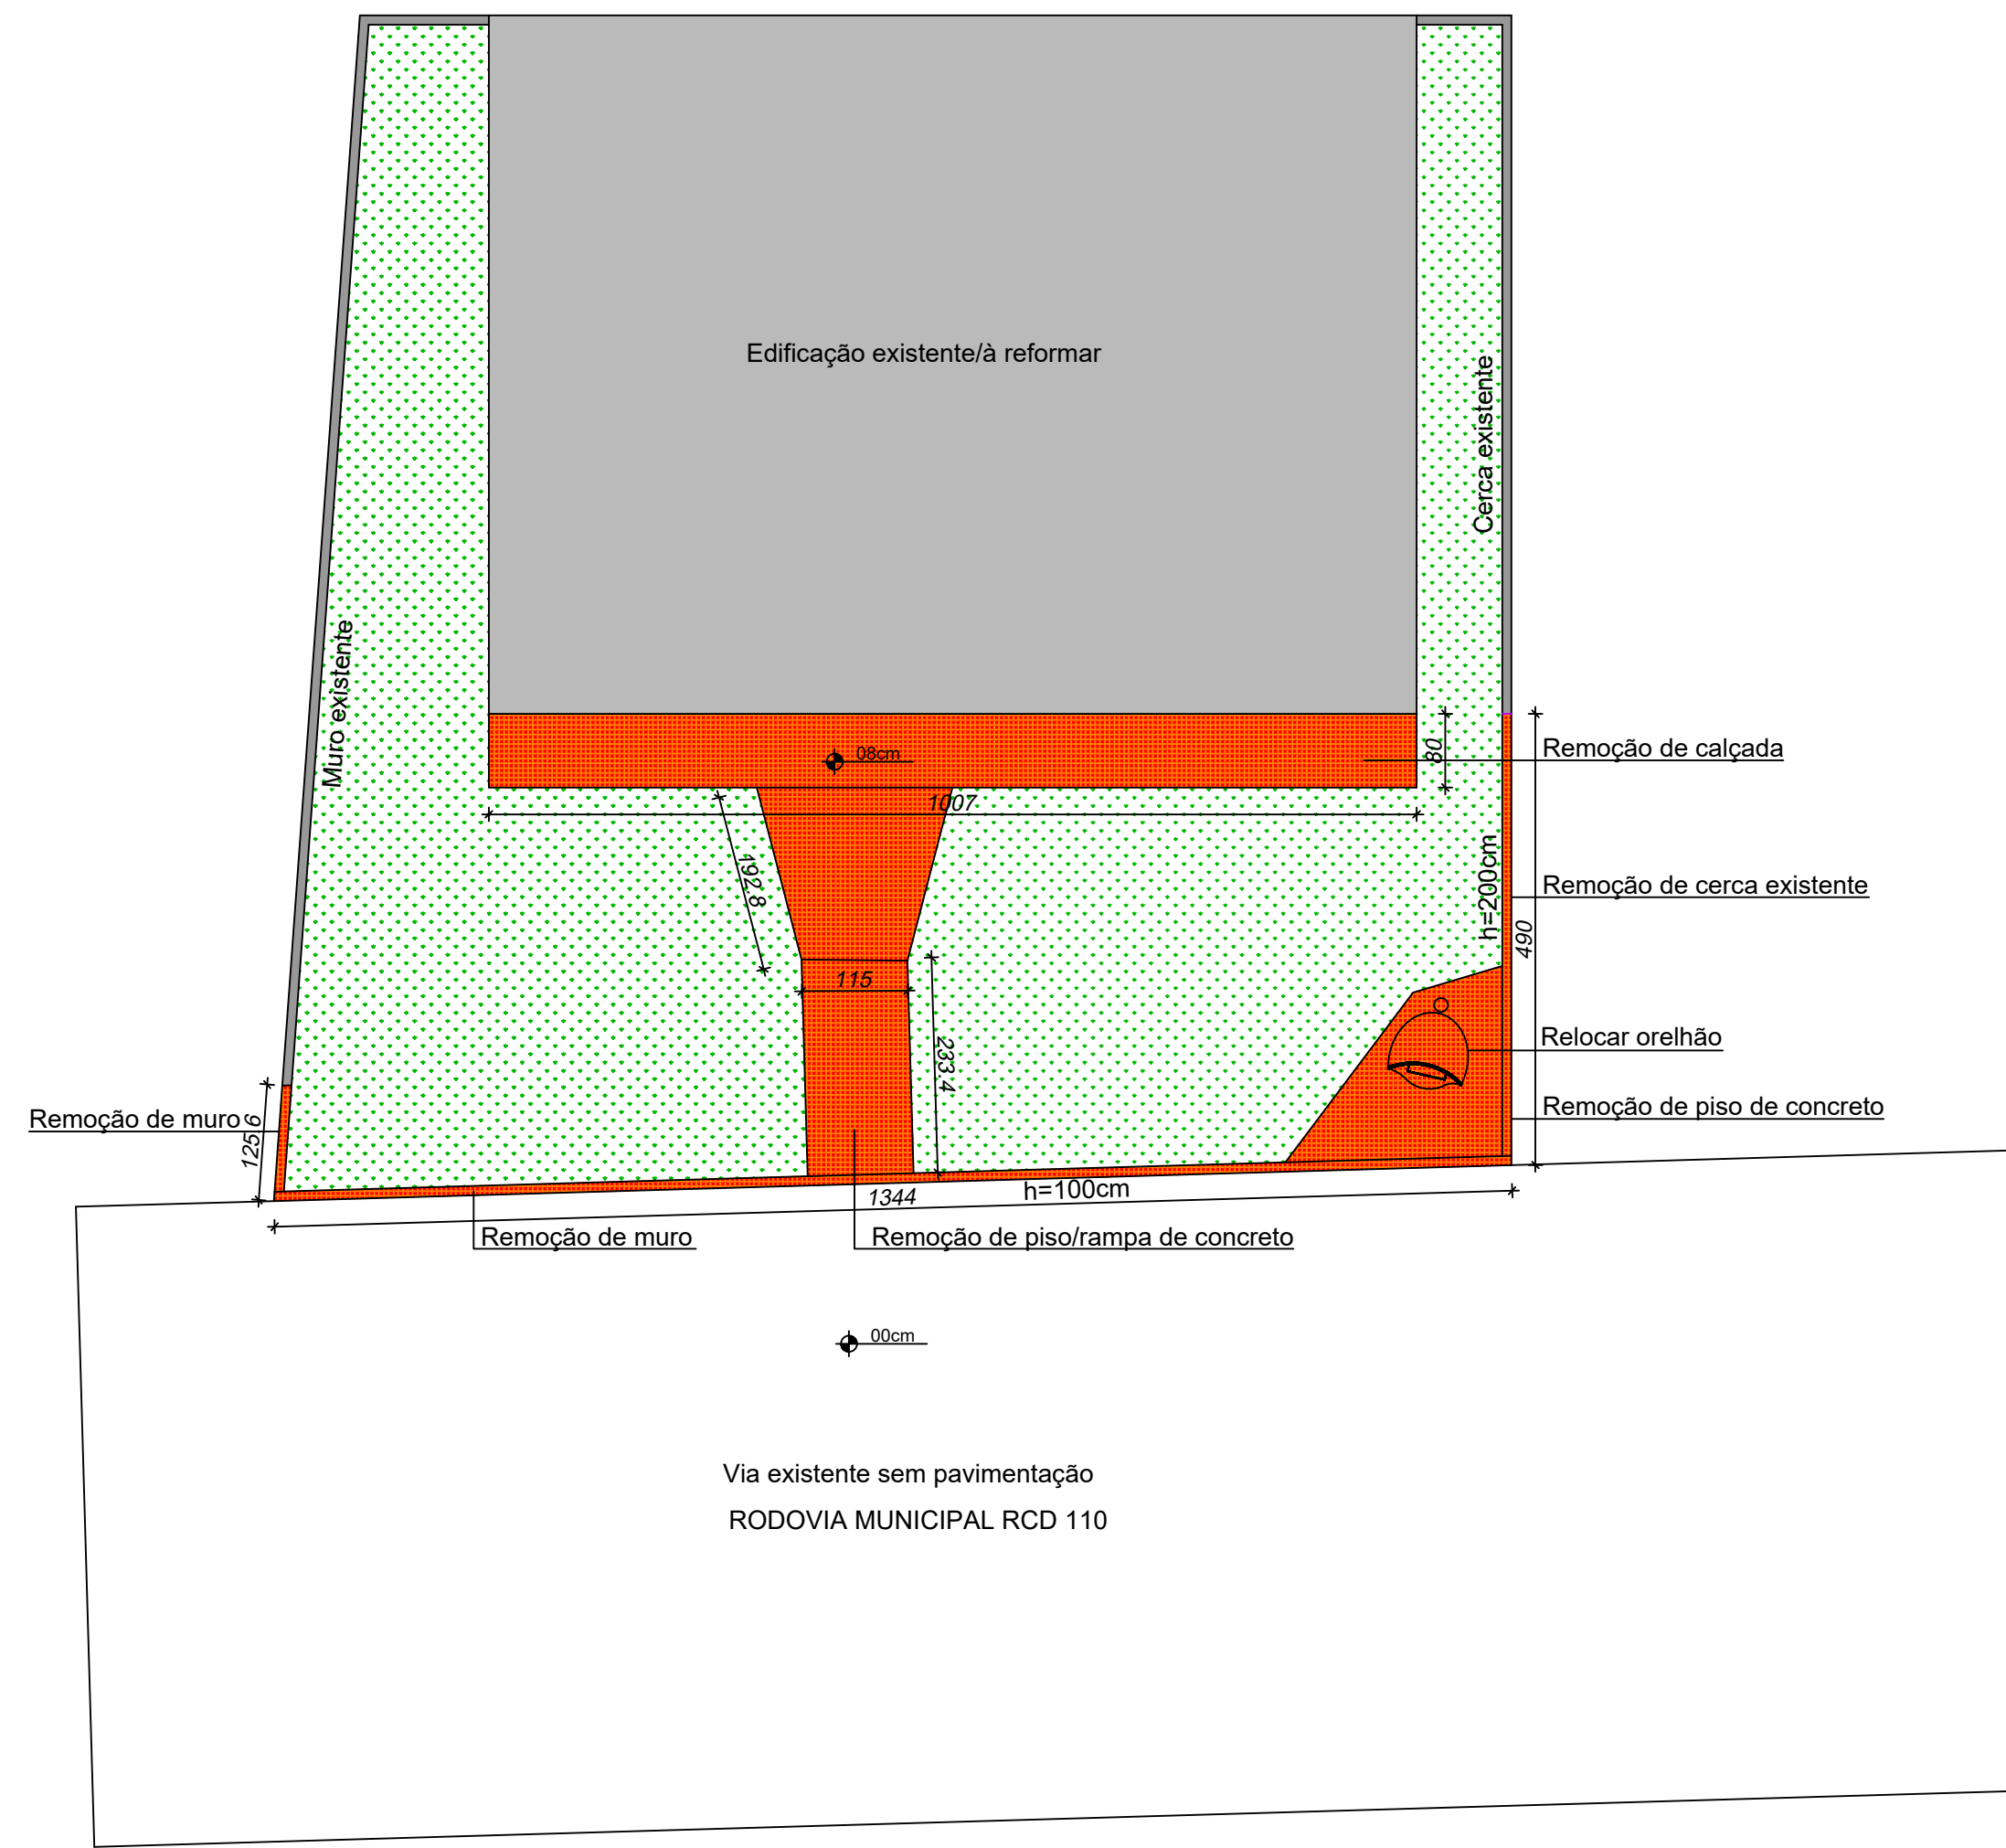 Edificação existente/à reformar
Cerca existente
Muro existente
08cm
Remoção de calçada
80
1007
192.8
h=200cm
Remoção de cerca existente
490
115
233.4
Relocar orelhão
Remoção de muro
125.6
Remoção de piso de concreto
1344
h=100cm
Remoção de muro
Remoção de piso/rampa de concreto
00cm
Via existente sem pavimentação
RODOVIA MUNICIPAL RCD 110